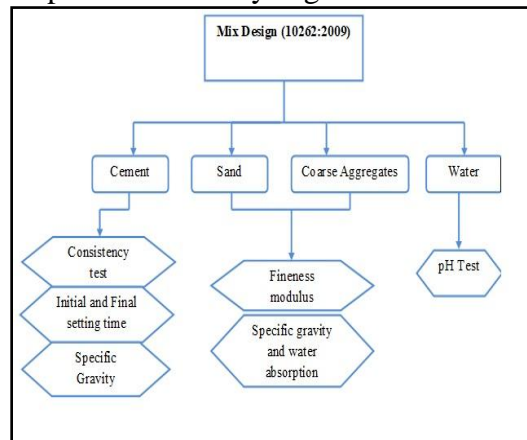 Mix Design (10262:2009)
Cement
Sand
Coarse Aggregates
Water
Consistency
test
Initial and Final
setting time
Specific
Gravity
Fineness
modulus
Specific gravity
and water
absorption
pH Test